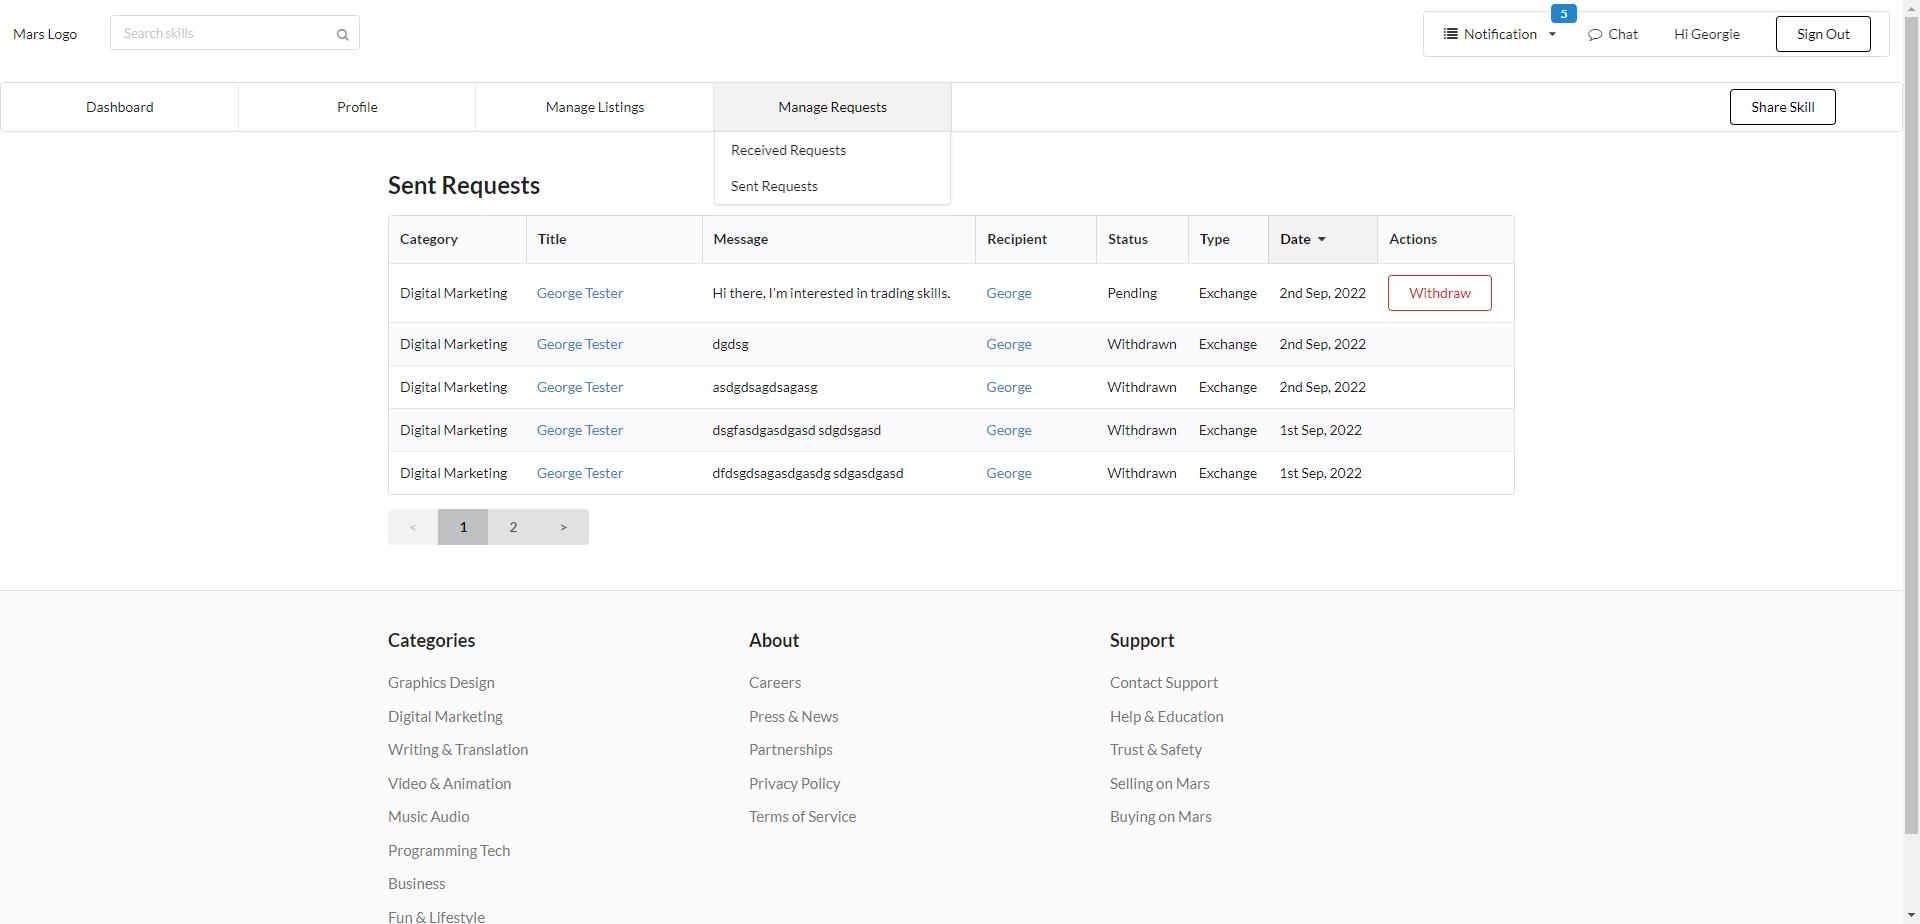 5
Mars Logo Search skills Notification Chat Hi Georgie Sign Out
Dashboard Profile Manage Listings Manage Requests Share Skill
Received Requests
Sent Requests
Sent Requests
Category Title Message Recipient Status Type Date Actions
Digital Marketing George Tester Hi there, I'm interested in trading skills. George Pending Exchange 2nd Sep, 2022 Withdraw
Digital Marketing George Tester dgdsg George Withdrawn Exchange 2nd Sep, 2022
Digital Marketing George Tester asdgdsagdsagasg George Withdrawn Exchange 2nd Sep, 2022
Digital Marketing George Tester dsgfasdgasdgasd sdgdsgasd George Withdrawn Exchange 1st Sep, 2022
Digital Marketing George Tester dfdsgdsagasdgasdg sdgasdgasd George Withdrawn Exchange 1st Sep, 2022
< 1 2 >
Categories About Support
Graphics Design Careers Contact Support
Digital Marketing Press & News Help & Education
Writing & Translation Partnerships Trust & Safety
Video & Animation Privacy Policy Selling on Mars
Music Audio Terms of Service Buying on Mars
Programming Tech
Business
Fun & Lifestyle